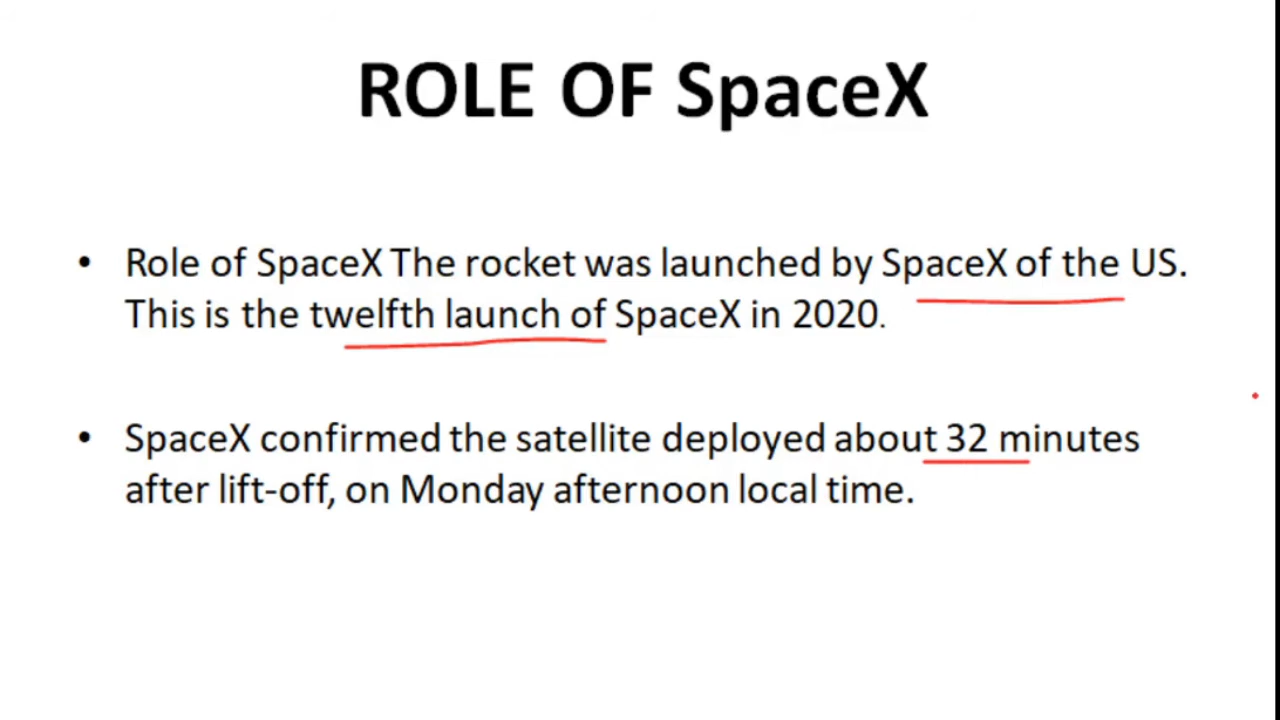 ROLE OF SpaceX
• Role of SpaceX The rocket was launched by SpaceX of the US.
This is the twelfth launch of SpaceX in 2020.
• SpaceX confirmed the satellite deployed about 32 minutes
after lift-off, on Monday afternoon local time.